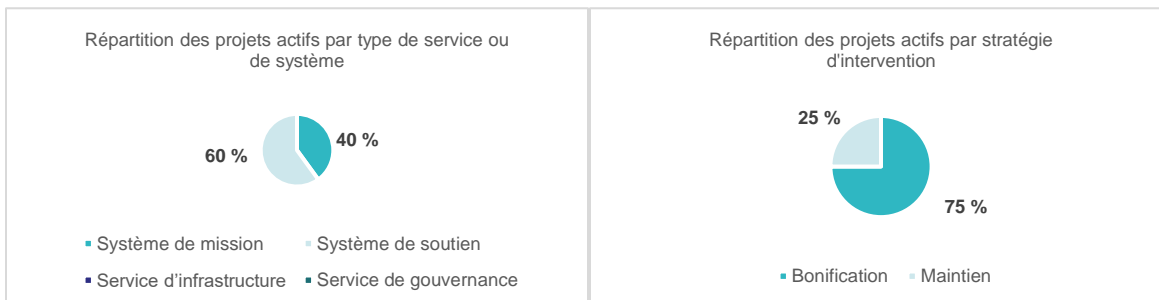 Répartition des projets actifs par type de service ou
de système
60 %
40 %
Système de mission
Système de soutien
Service d’infrastructure
Service de gouvernance
Répartition des projets actifs par stratégie
d'intervention
25 %
75 %
Bonification
Maintien